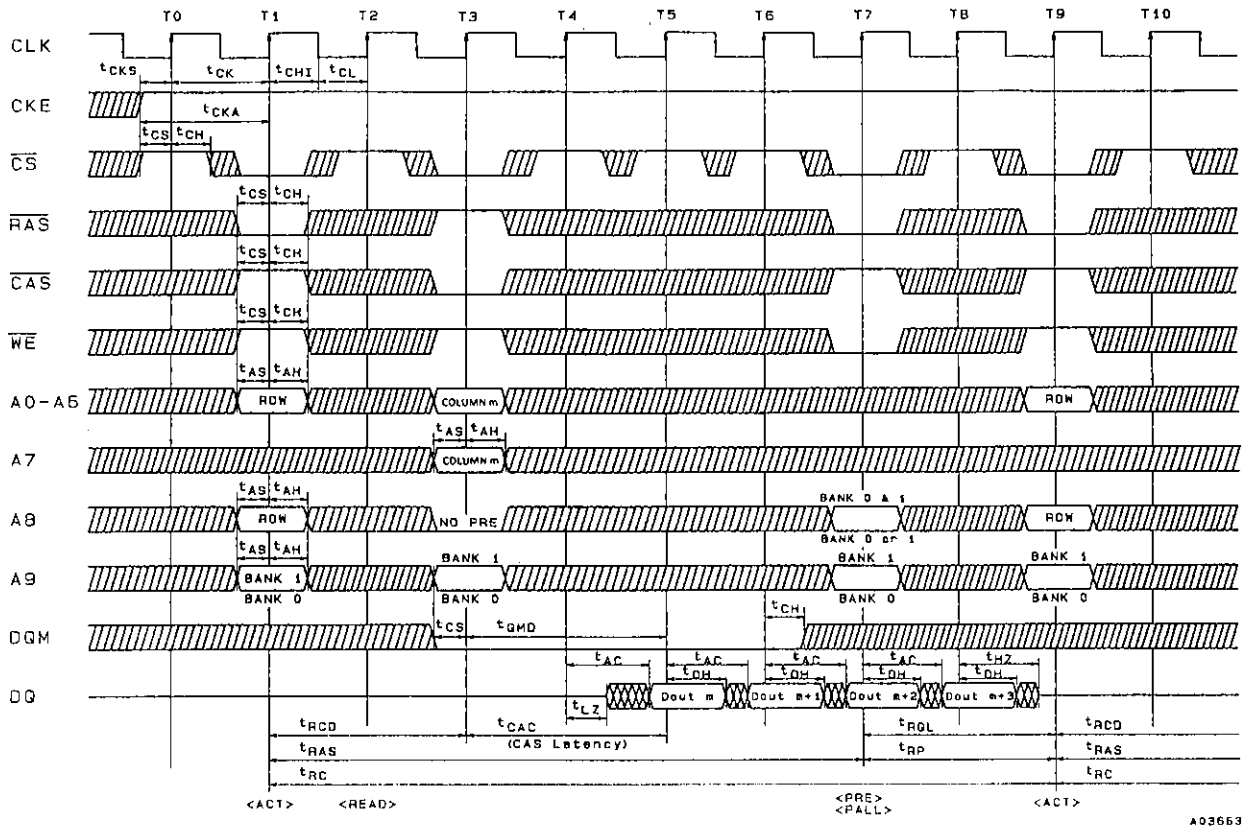 T0 T1 T2 T3 T4 T5 T6 T7 T8 T9 T10
CLK
tCKS tCK tCHI tCL
CKE
tCKA
tCS tCH
CS
tCS tCH
RAS
tCS tCH
CAS
tCS tCH
WE
tAS tAH
A0-A6 ROW COLUMN m ROW
tAS tAH
A7 COLUMN m
tAS tAH BANK 0 & 1
A8 ROW NO PRE ROW
BANK 0 or 1
tAS tAH BANK 1 BANK 1 BANK 1
A9 BANK 1
BANK 0 BANK 0 BANK 0 BANK 0
tCH
DQM tCS tQMD
tAC tAC tAC tAC tHZ
tOH tOH tOH tOH
DQ Dout m Dout m+1 Dout m+2 Dout m+3
tLZ
tRCD tCAC tRQL tRCD
(CAS Latency)
tRAS tRP tRAS
tRC tRC
<ACT> <READ> <PRE> <ACT>
<PALL>
A03663